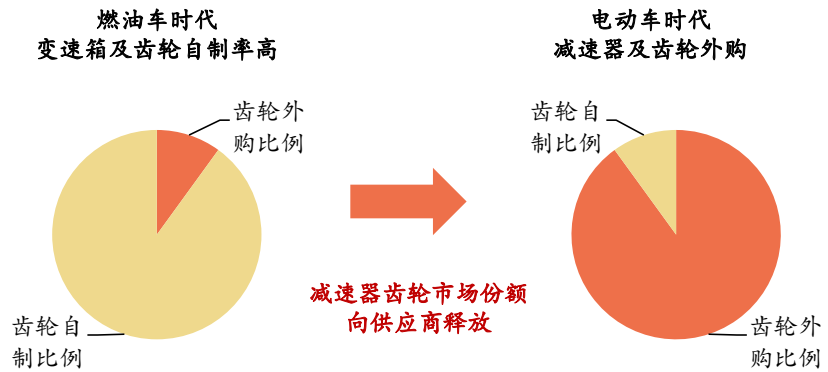 燃油车时代
变速箱及齿轮自制率高
齿轮外
购比例
齿轮自
制比例
减速器齿轮市场份额
向供应商释放
电动车时代
减速器及齿轮外购
齿轮自
制比例
齿轮外
购比例